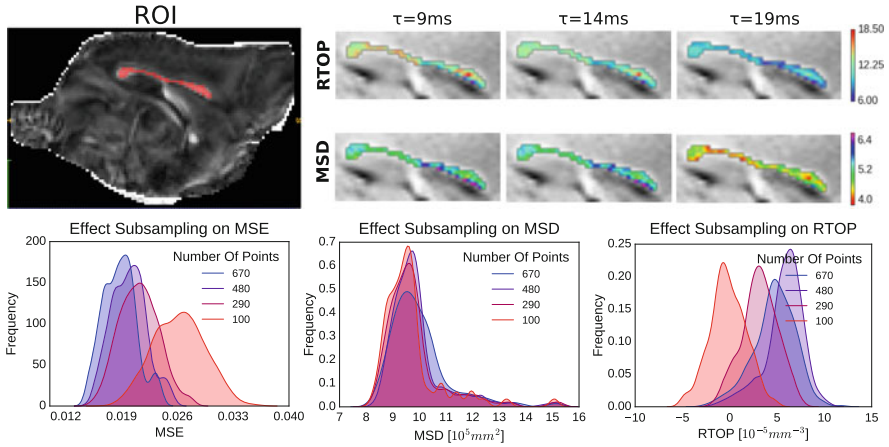 ROI
τ=9ms τ=14ms τ=19ms
RTOP
18.50
12.25
6.00
MSD
6.4
5.2
4.0
Effect Subsampling on MSE
Number Of Points
670
480
290
100
200
150
100
50
0
Frequency
0.012 0.019 0.026 0.033 0.040
MSE
Effect Subsampling on MSD
Number Of Points
670
480
290
100
0.7
0.6
0.5
0.4
0.3
0.2
0.1
0.0
Frequency
7 8 9 10 11 12 13 14 15 16
MSD [10⁵mm²]
Effect Subsampling on RTOP
Number Of Points
670
480
290
100
0.25
0.20
0.15
0.10
0.05
0.00
Frequency
−10 −5 0 5 10 15
RTOP [10⁻⁵mm⁻³]